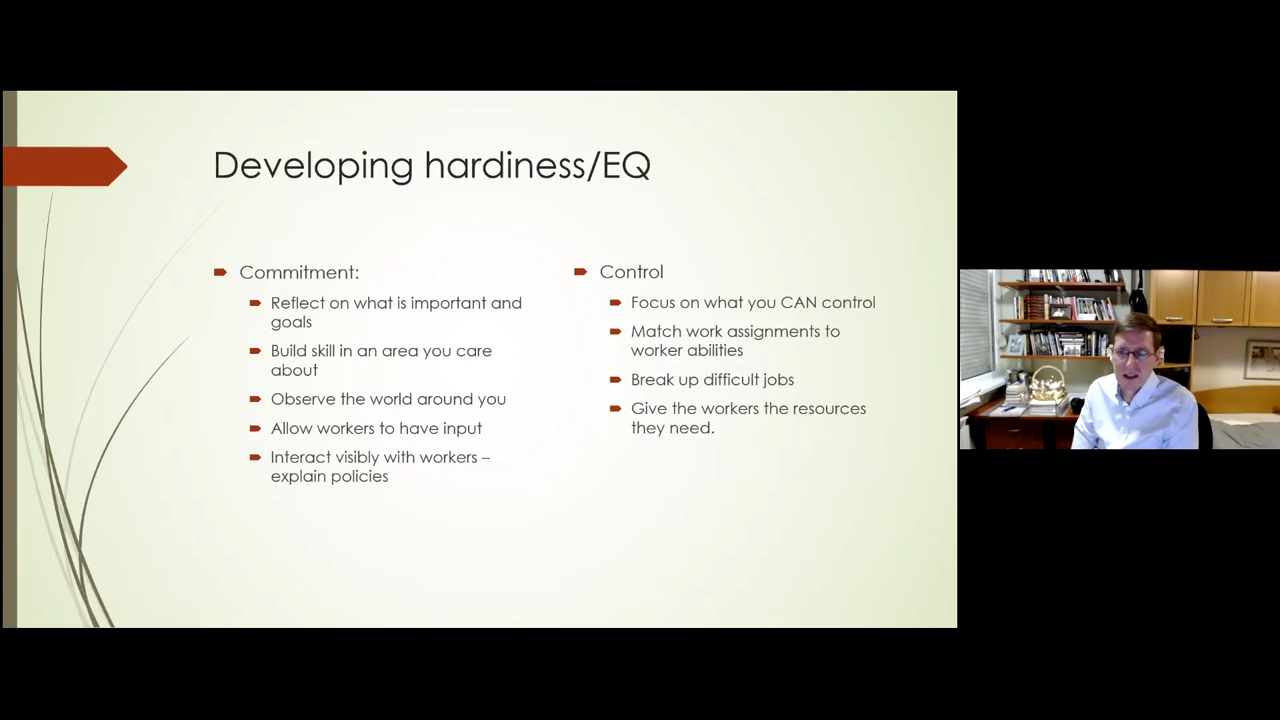 Developing hardiness/EQ
Commitment:
Reflect on what is important and
goals
Build skill in an area you care
about
Observe the world around you
Allow workers to have input
Interact visibly with workers –
explain policies
Control
Focus on what you CAN control
Match work assignments to
worker abilities
Break up difficult jobs
Give the workers the resources
they need.